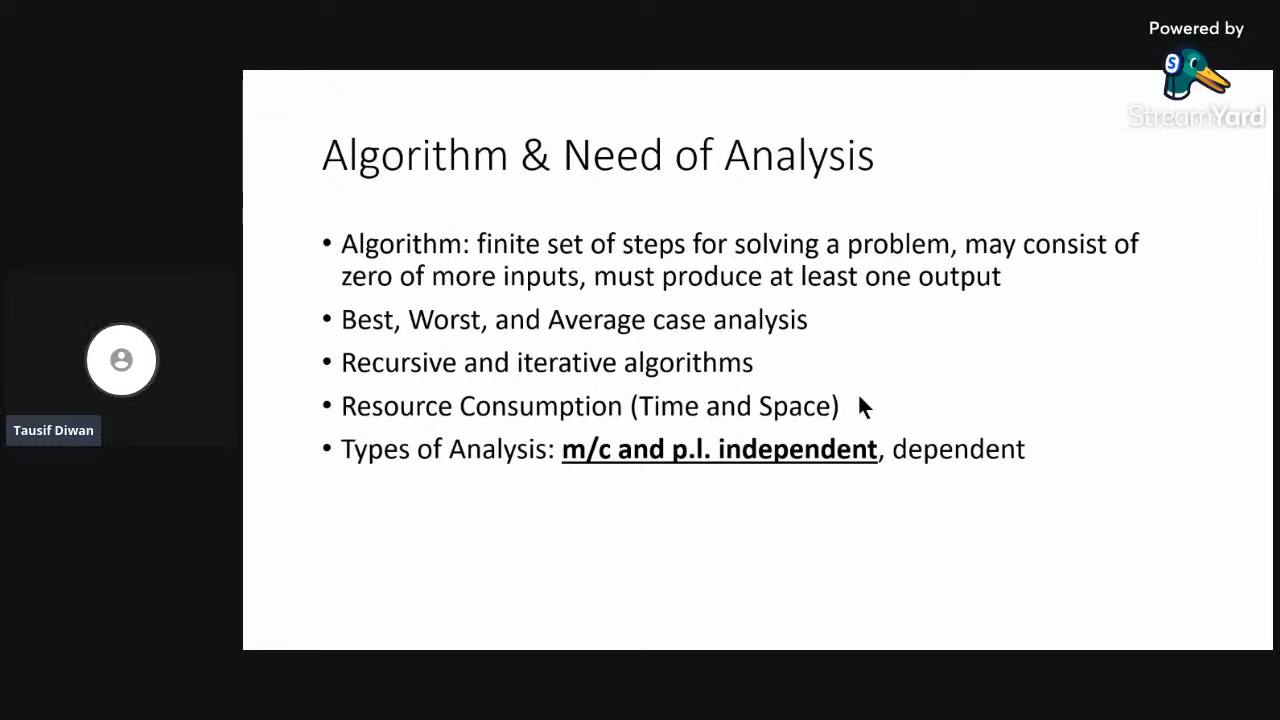 Powered by
StreamYard
Algorithm & Need of Analysis
• Algorithm: finite set of steps for solving a problem, may consist of
zero of more inputs, must produce at least one output
• Best, Worst, and Average case analysis
• Recursive and iterative algorithms
• Resource Consumption (Time and Space)
• Types of Analysis: m/c and p.l. independent, dependent
Tausif Diwan